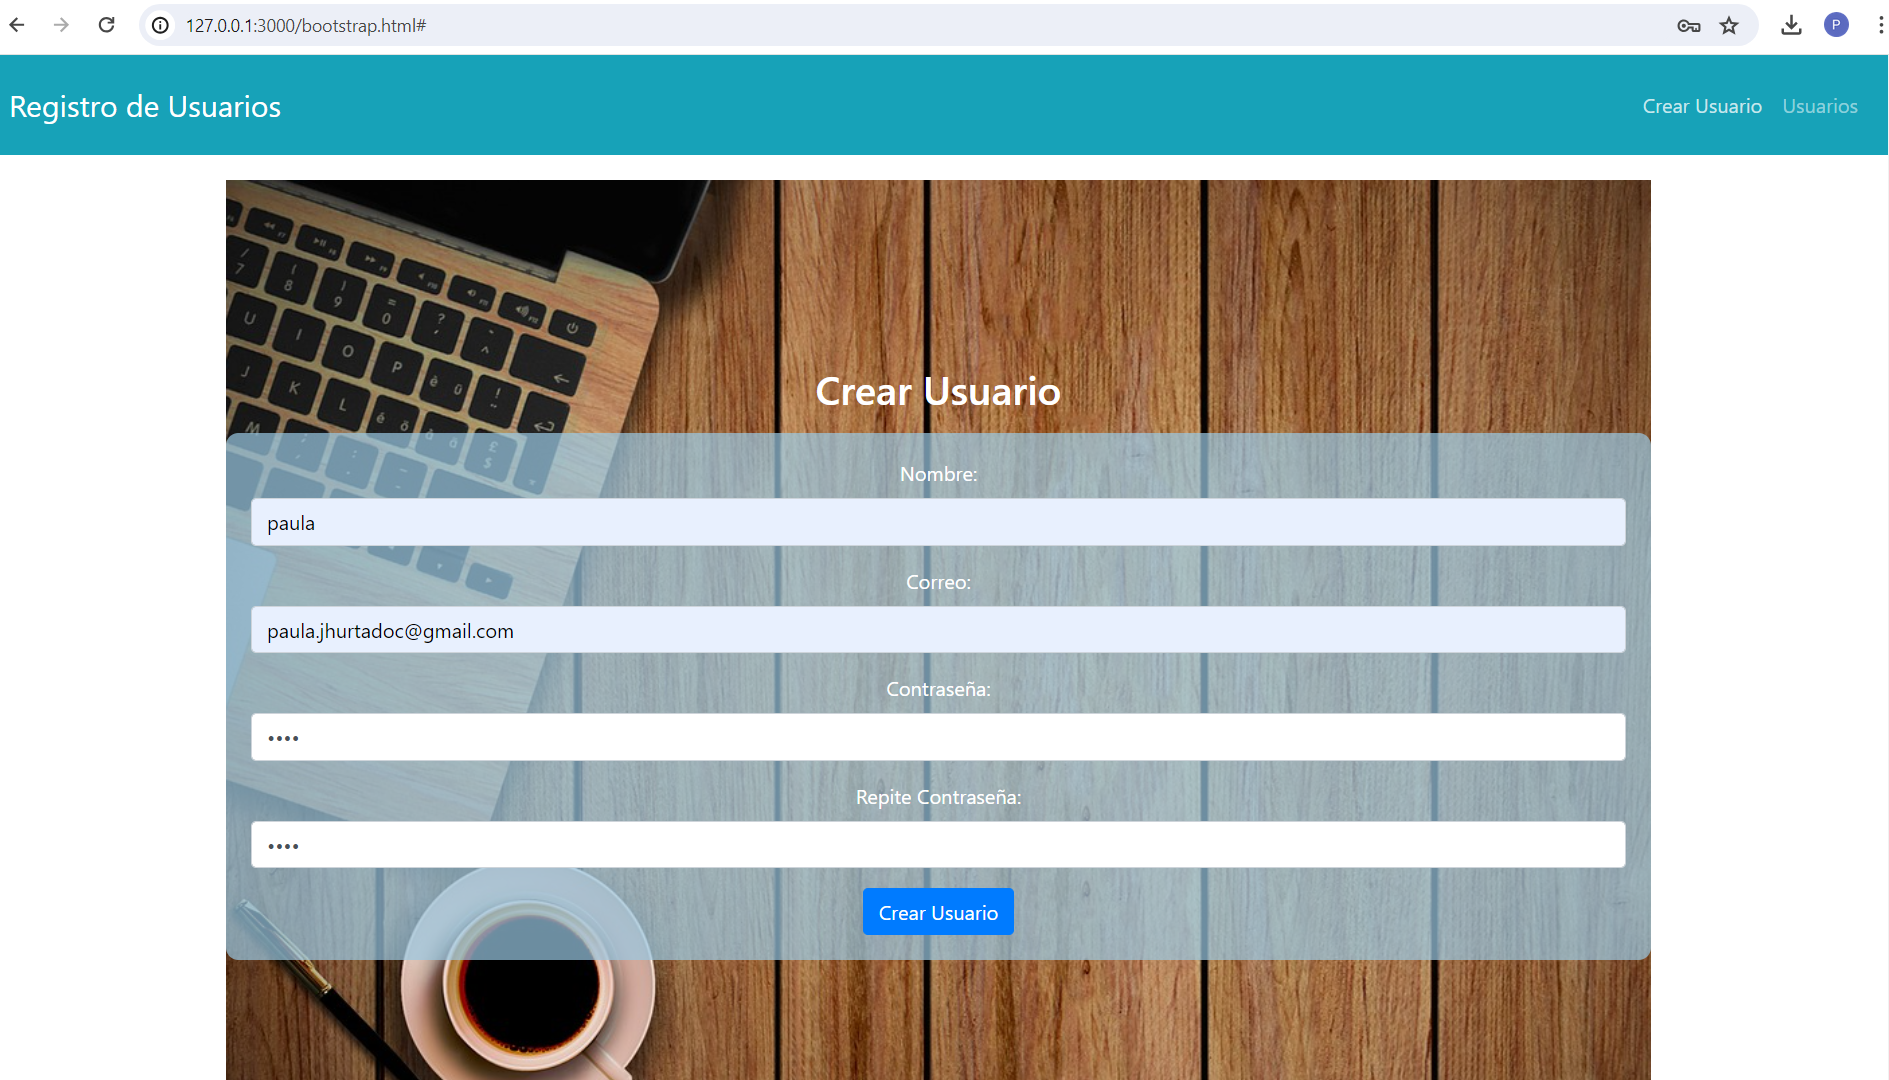 127.0.0.1:3000/bootstrap.html#
P
Registro de Usuarios
Crear Usuario Usuarios
Crear Usuario
Nombre:
paula
Correo:
paula.jhurtadoc@gmail.com
Contraseña:
••••
Repite Contraseña:
••••
Crear Usuario